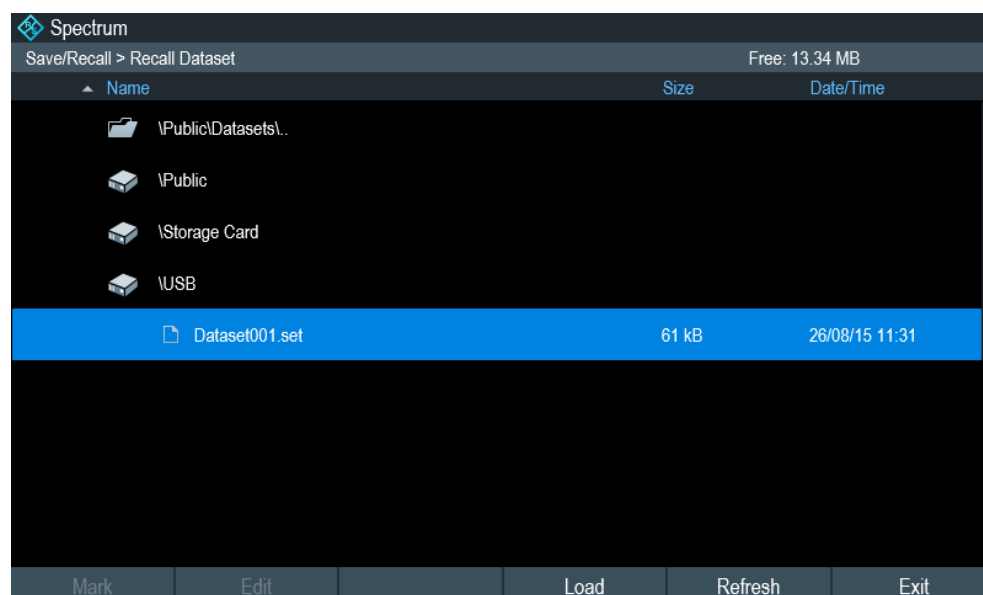 Spectrum
Save/Recall > Recall Dataset Free: 13.34 MB
Name Size Date/Time
\Public\Datasets\..
\Public
\Storage Card
\USB
Dataset001.set 61 kB 26/08/15 11:31
Mark Edit Load Refresh Exit